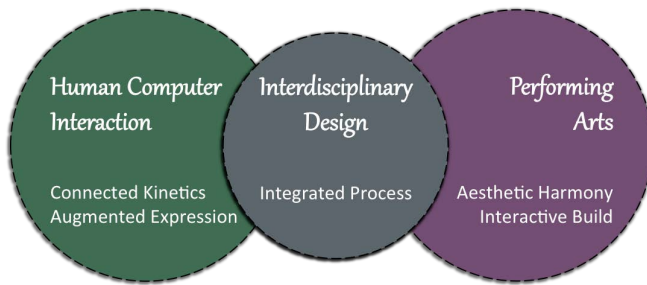 Human Computer
Interaction
Connected Kinetics
Augmented Expression
Interdisciplinary
Design
Integrated Process
Performing
Arts
Aesthetic Harmony
Interactive Build